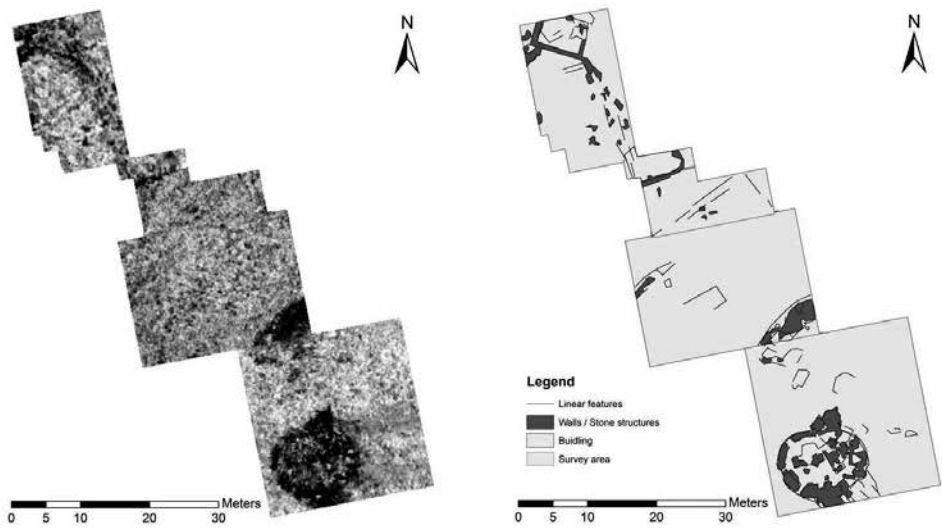 N
N
Legend
Linear features
Walls / Stone structures
Buidling
Survey area
Meters
0 5 10 20 30
Meters
0 5 10 20 30